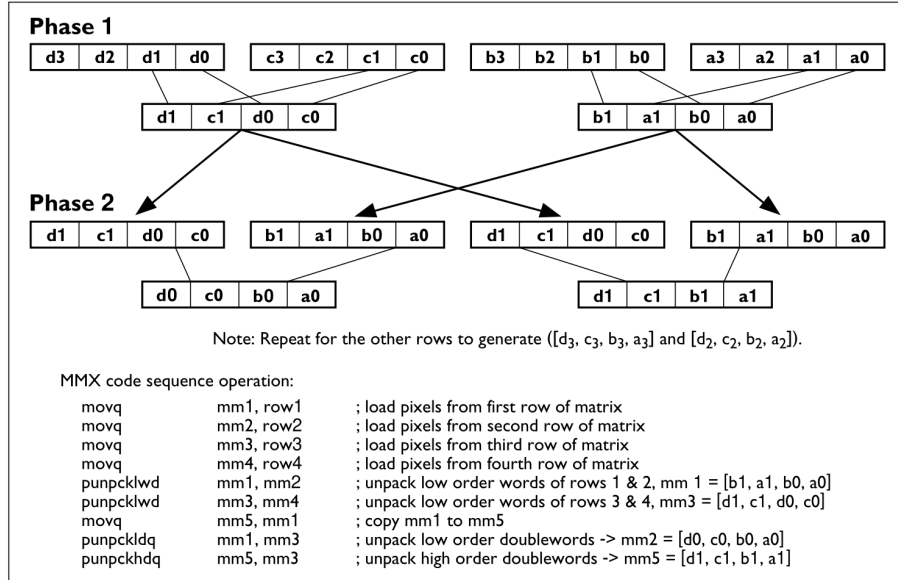 Phase 1
d3 d2 d1 d0 c3 c2 c1 c0 b3 b2 b1 b0 a3 a2 a1 a0
d1 c1 d0 c0 b1 a1 b0 a0
Phase 2
d1 c1 d0 c0 b1 a1 b0 a0 d1 c1 d0 c0 b1 a1 b0 a0
d0 c0 b0 a0 d1 c1 b1 a1
Note: Repeat for the other rows to generate ([d3, c3, b3, a3] and [d2, c2, b2, a2]).
MMX code sequence operation:
movq mm1, row1 ; load pixels from first row of matrix
movq mm2, row2 ; load pixels from second row of matrix
movq mm3, row3 ; load pixels from third row of matrix
movq mm4, row4 ; load pixels from fourth row of matrix
punpcklwd mm1, mm2 ; unpack low order words of rows 1 & 2, mm 1 = [b1, a1, b0, a0]
punpcklwd mm3, mm4 ; unpack low order words of rows 3 & 4, mm3 = [d1, c1, d0, c0]
movq mm5, mm1 ; copy mm1 to mm5
punpckldq mm1, mm3 ; unpack low order doublewords -> mm2 = [d0, c0, b0, a0]
punpckhdq mm5, mm3 ; unpack high order doublewords -> mm5 = [d1, c1, b1, a1]